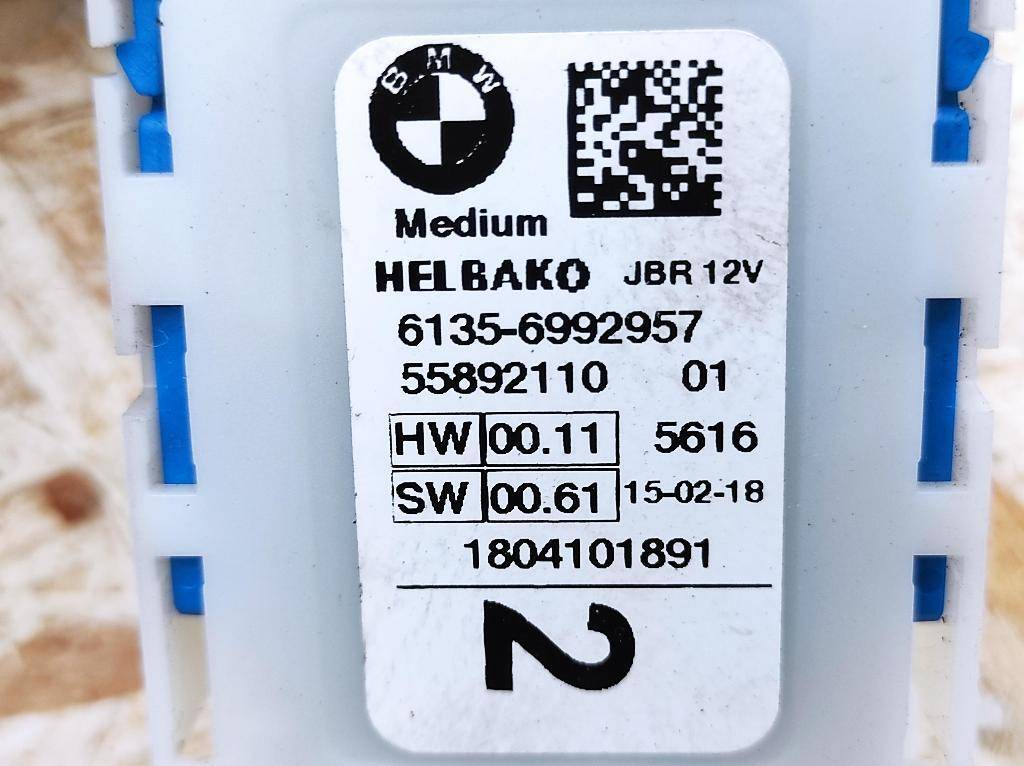 BMW
Medium
HELBAKO JBR 12V
6135-6992957
55892110 01
HW 00.11 5616
SW 00.61 15-02-18
1804101891
2